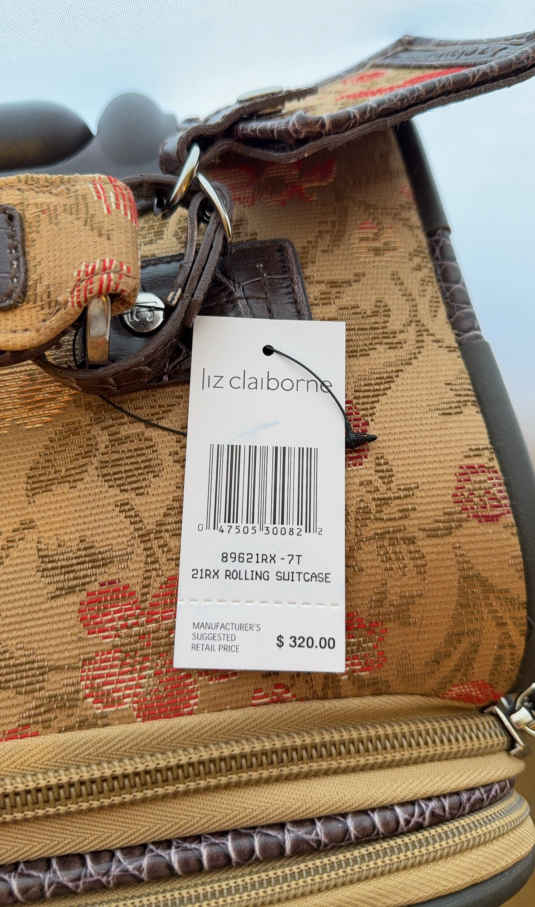 liz claiborne
0 47505 30082 2
89621RX-7T
21RX ROLLING SUITCASE
MANUFACTURER'S
SUGGESTED
RETAIL PRICE
$ 320.00